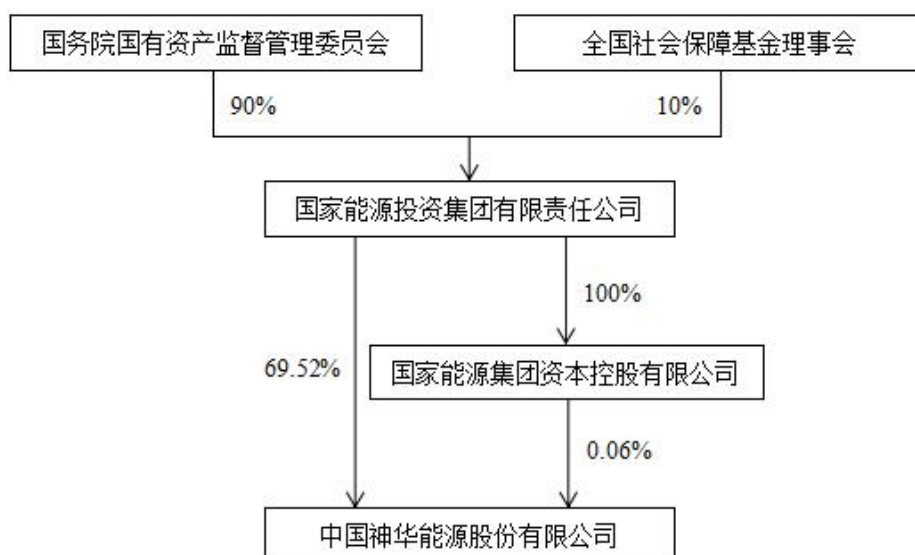 国务院国有资产监督管理委员会
全国社会保障基金理事会
90%
10%
国家能源投资集团有限责任公司
100%
69.52%
国家能源集团资本控股有限公司
0.06%
中国神华能源股份有限公司